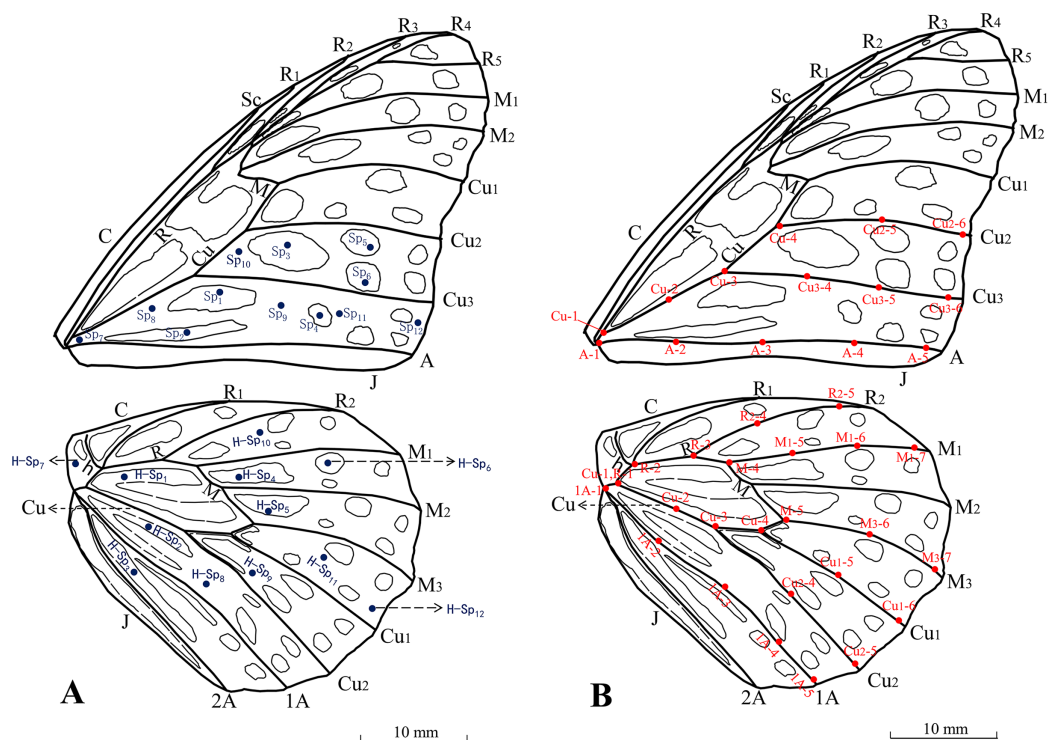 R3
R4
R2
R5
R1
Sc
M1
M2
M
Cu1
C
R
Cu
Cu2
Sp5
Sp3
Sp10
Sp6
Sp1
Cu3
Sp8
Sp9
Sp4
Sp11
Sp12
Sp2
Sp7
A
J
R1
R2
C
H-Sp10
R
M1
H-Sp7
h
H-Sp6
H-Sp1
H-Sp4
M
Cu
H-Sp5
M2
H-Sp2
H-Sp3
H-Sp9
H-Sp11
H-Sp8
M3
H-Sp12
J
Cu1
Cu2
A
2A
1A
10 mm
R3
R4
R2
R5
R1
Sc
M1
M2
M
Cu1
C
R
Cu
Cu-4
Cu2-5
Cu2-6
Cu2
Cu-3
Cu3-4
Cu3-5
Cu3-6
Cu3
Cu-2
Cu-1
A-1
A-2
A-3
A-4
A-5
A
J
R1
R2-5
R2
C
R2-4
R
R-3
M1-5
M1-6
M1-7
M1
h
R-2
M-4
M
Cu-1,R-1
1A-1
Cu
Cu-2
Cu-3
Cu-4
M-5
M2
M3-6
1A-2
M3-7
M3
Cu1-5
1A-3
Cu2-4
Cu1-6
J
Cu1
1A-4
Cu2-5
Cu2
1A-5
B
2A
1A
10 mm